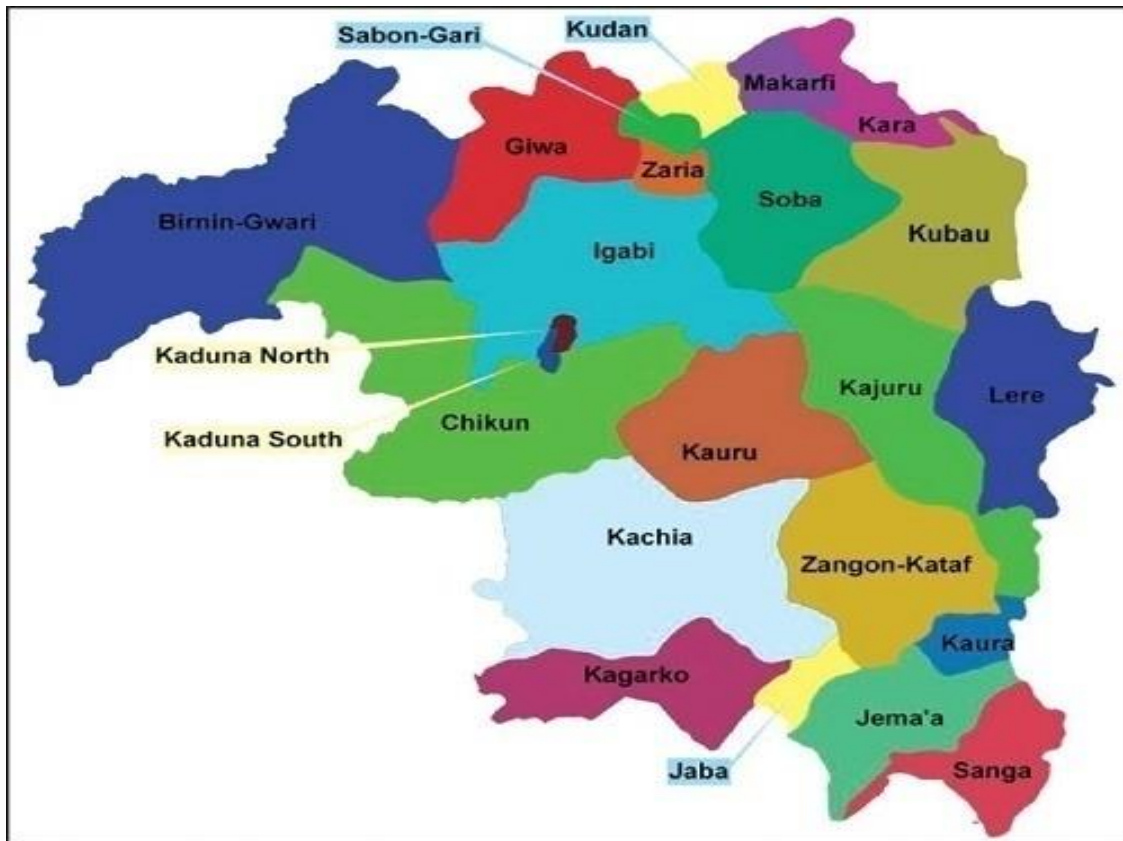 Kudan
Sabon-Gari
Makarfi
Kara
Giwa
Zaria
Soba
Birnin-Gwari
Kubau
Igabi
Kaduna North
Kajuru
Lere
Chikun
Kaduna South
Kauru
Kachia
Zangon-Kataf
Kaura
Kagarko
Jema'a
Jaba
Sanga